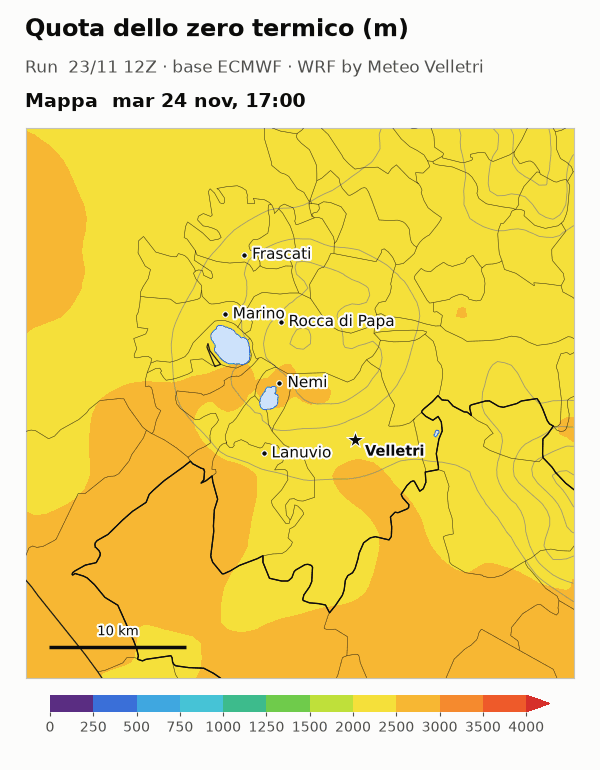 Quota dello zero termico (m)
Run  23/11 12Z · base ECMWF · WRF by Meteo Velletri
Mappa  mar 24 nov, 17:00
Frascati
Marino
Rocca di Papa
Nemi
Velletri
Lanuvio
10 km
0 250 500 750 1000 1250 1500 2000 2500 3000 3500 4000